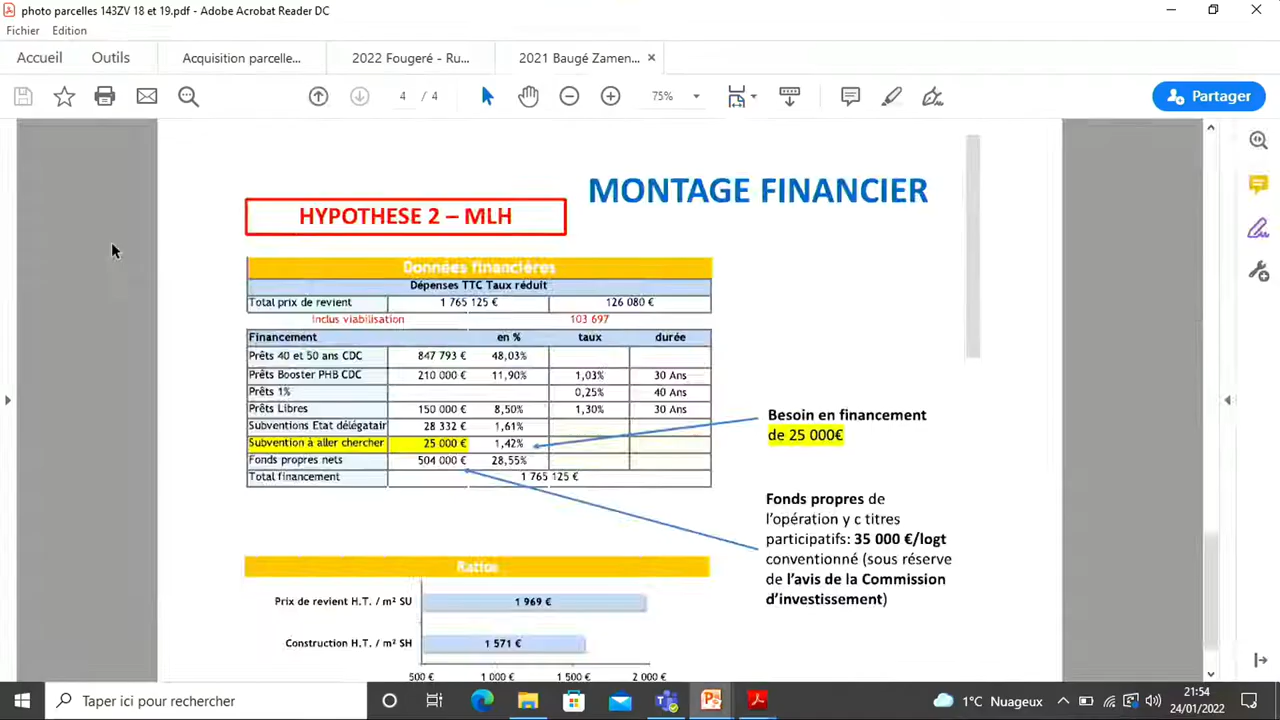 photo parcelles 143ZV 18 et 19.pdf - Adobe Acrobat Reader DC
Fichier Edition
Accueil Outils Acquisition parcelle... 2022 Fougeré - Ru... 2021 Baugé Zamen...
4 / 4 75% Partager
MONTAGE FINANCIER
HYPOTHESE 2 – MLH
Données financières
Dépenses TTC Taux réduit
Total prix de revient 1 765 125 € 126 080 €
Inclus viabilisation 103 697
Financement en % taux durée
Prêts 40 et 50 ans CDC 847 793 € 48,03%
Prêts Booster PHB CDC 210 000 € 11,90% 1,03% 30 Ans
Prêts 1% 0,25% 40 Ans
Prêts Libres 150 000 € 8,50% 1,30% 30 Ans
Subventions Etat délégatair 28 332 € 1,61%
Subvention à aller chercher 25 000 € 1,42%
Fonds propres nets 504 000 € 28,55%
Total financement 1 765 125 €
Besoin en financement
de 25 000€
Fonds propres de
l'opération y c titres
participatifs: 35 000 €/logt
conventionné (sous réserve
de l'avis de la Commission
d'investissement)
Ratios
Prix de revient H.T. / m² SU 1 969 €
Construction H.T. / m² SH 1 571 €
500 € 1 000 € 1 500 € 2 000 €
Taper ici pour rechercher
1°C Nuageux
21:54
24/01/2022